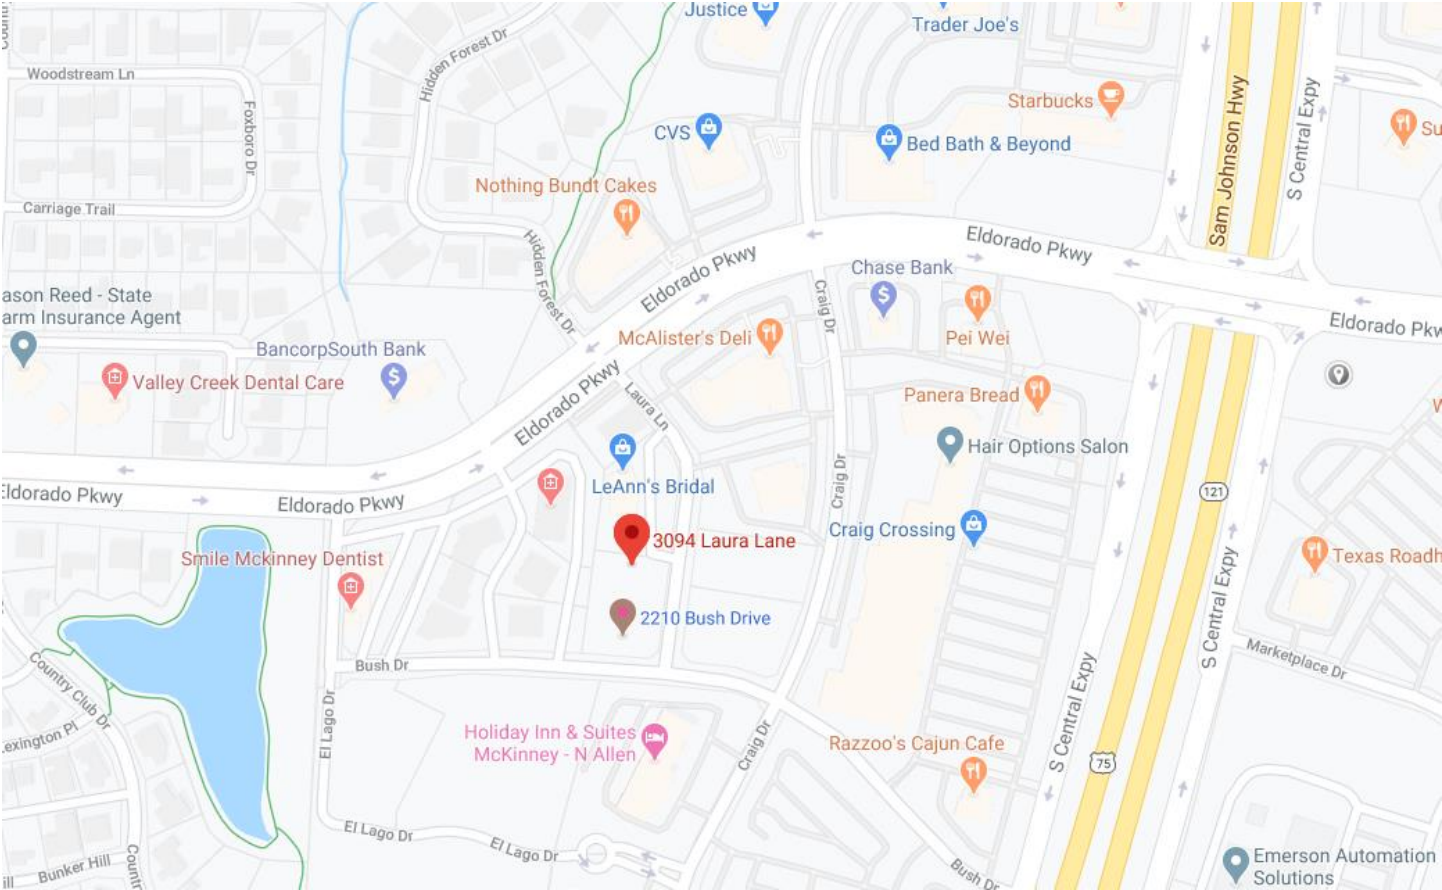 Justice
Trader Joe's
Hidden Forest Dr
Woodstream Ln
Foxboro Dr
Sam Johnson Hwy
S Central Expy
Starbucks
CVS
Bed Bath & Beyond
Su
Nothing Bundt Cakes
Carriage Trail
Hidden Forest Dr
Eldorado Pkwy
Eldorado Pkwy
Chase Bank
Craig Dr
ason Reed - State
arm Insurance Agent
McAlister's Deli
Pei Wei
Eldorado Pkw
BancorpSouth Bank
Valley Creek Dental Care
Eldorado Pkwy
Laura Ln
Panera Bread
Hair Options Salon
Craig Dr
LeAnn's Bridal
Eldorado Pkwy
Eldorado Pkwy
121
Craig Crossing
3094 Laura Lane
Smile Mckinney Dentist
Texas Roadh
S Central Expy
2210 Bush Drive
Bush Dr
Marketplace Dr
Country Club Dr
El Lago Dr
exington Pl
Holiday Inn & Suites
McKinney - N Allen
Craig Dr
Razzoo's Cajun Cafe
S Central Expy
75
El Lago Dr
El Lago Dr
Bunker Hill
ill
Countr
Bush Dr
Emerson Automation
Solutions